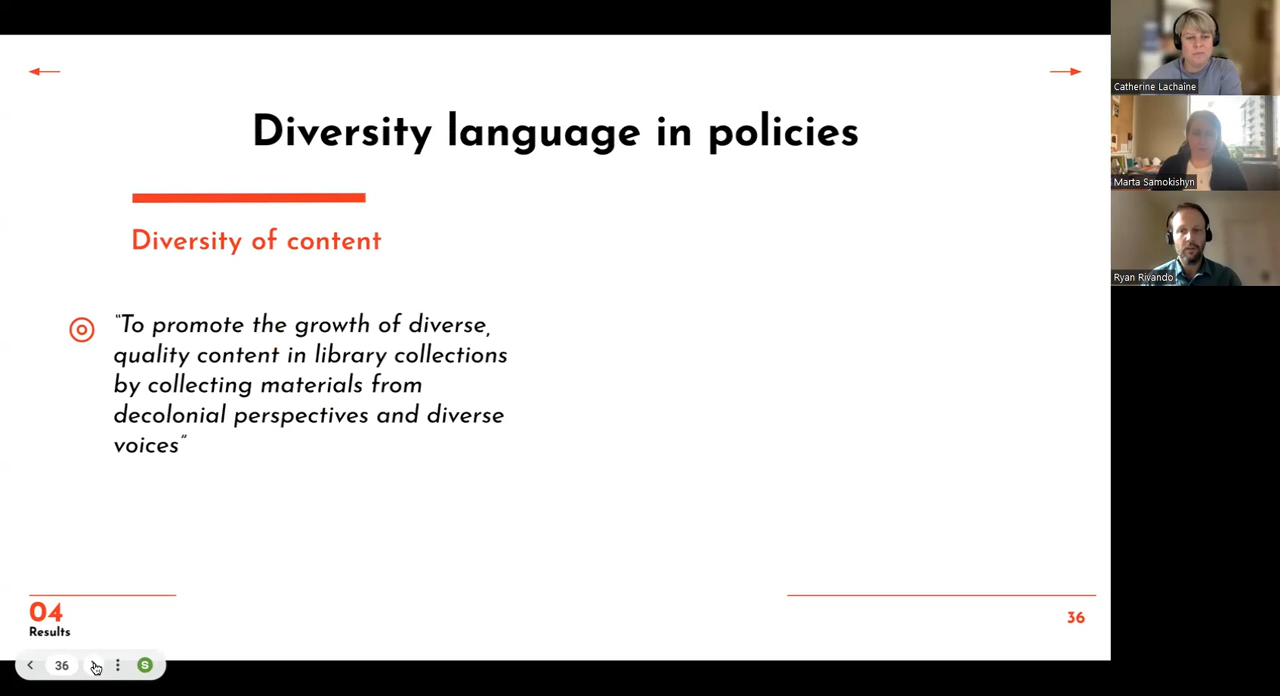 Diversity language in policies
Diversity of content
“To promote the growth of diverse,
quality content in library collections
by collecting materials from
decolonial perspectives and diverse
voices”
04
Results
36
36
S
Catherine Lachaîne
Marta Samokishyn
Ryan Rivando